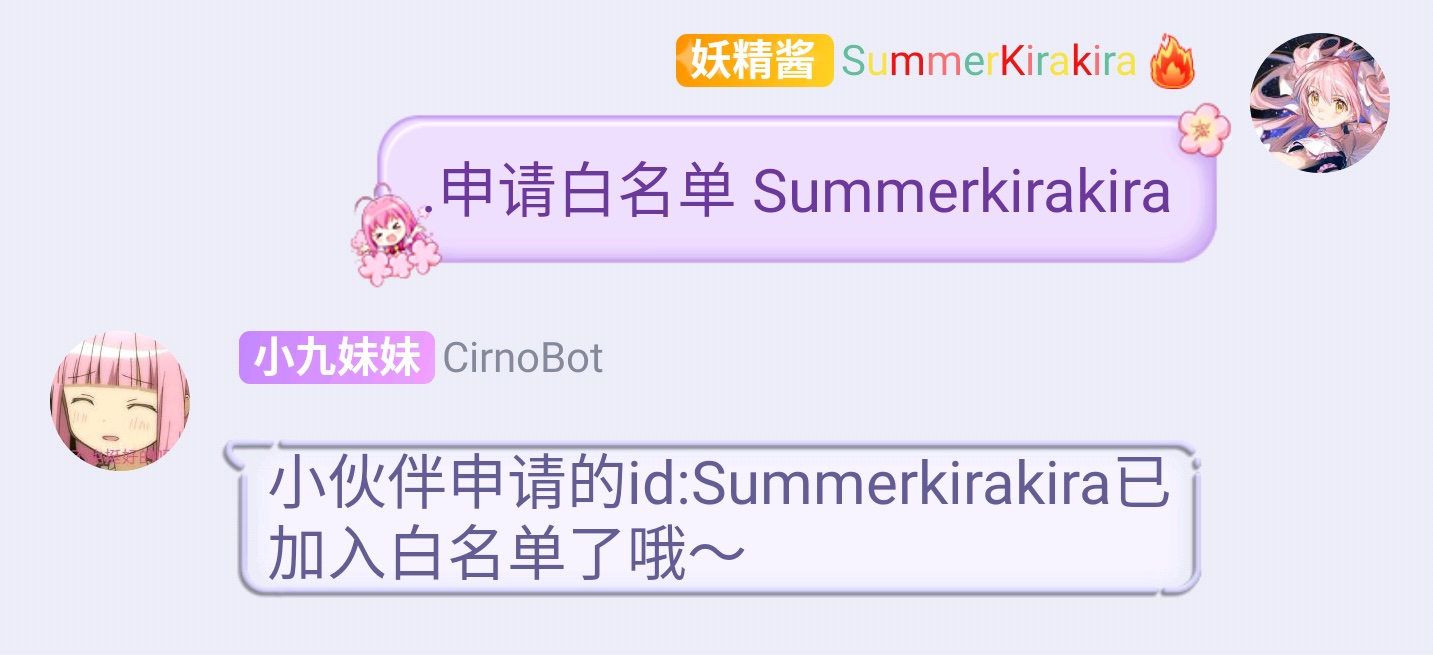 妖精酱 SummerKirakira
.申请白名单 Summerkirakira
小九妹妹 CirnoBot
小伙伴申请的id:Summerkirakira已
加入白名单了哦～